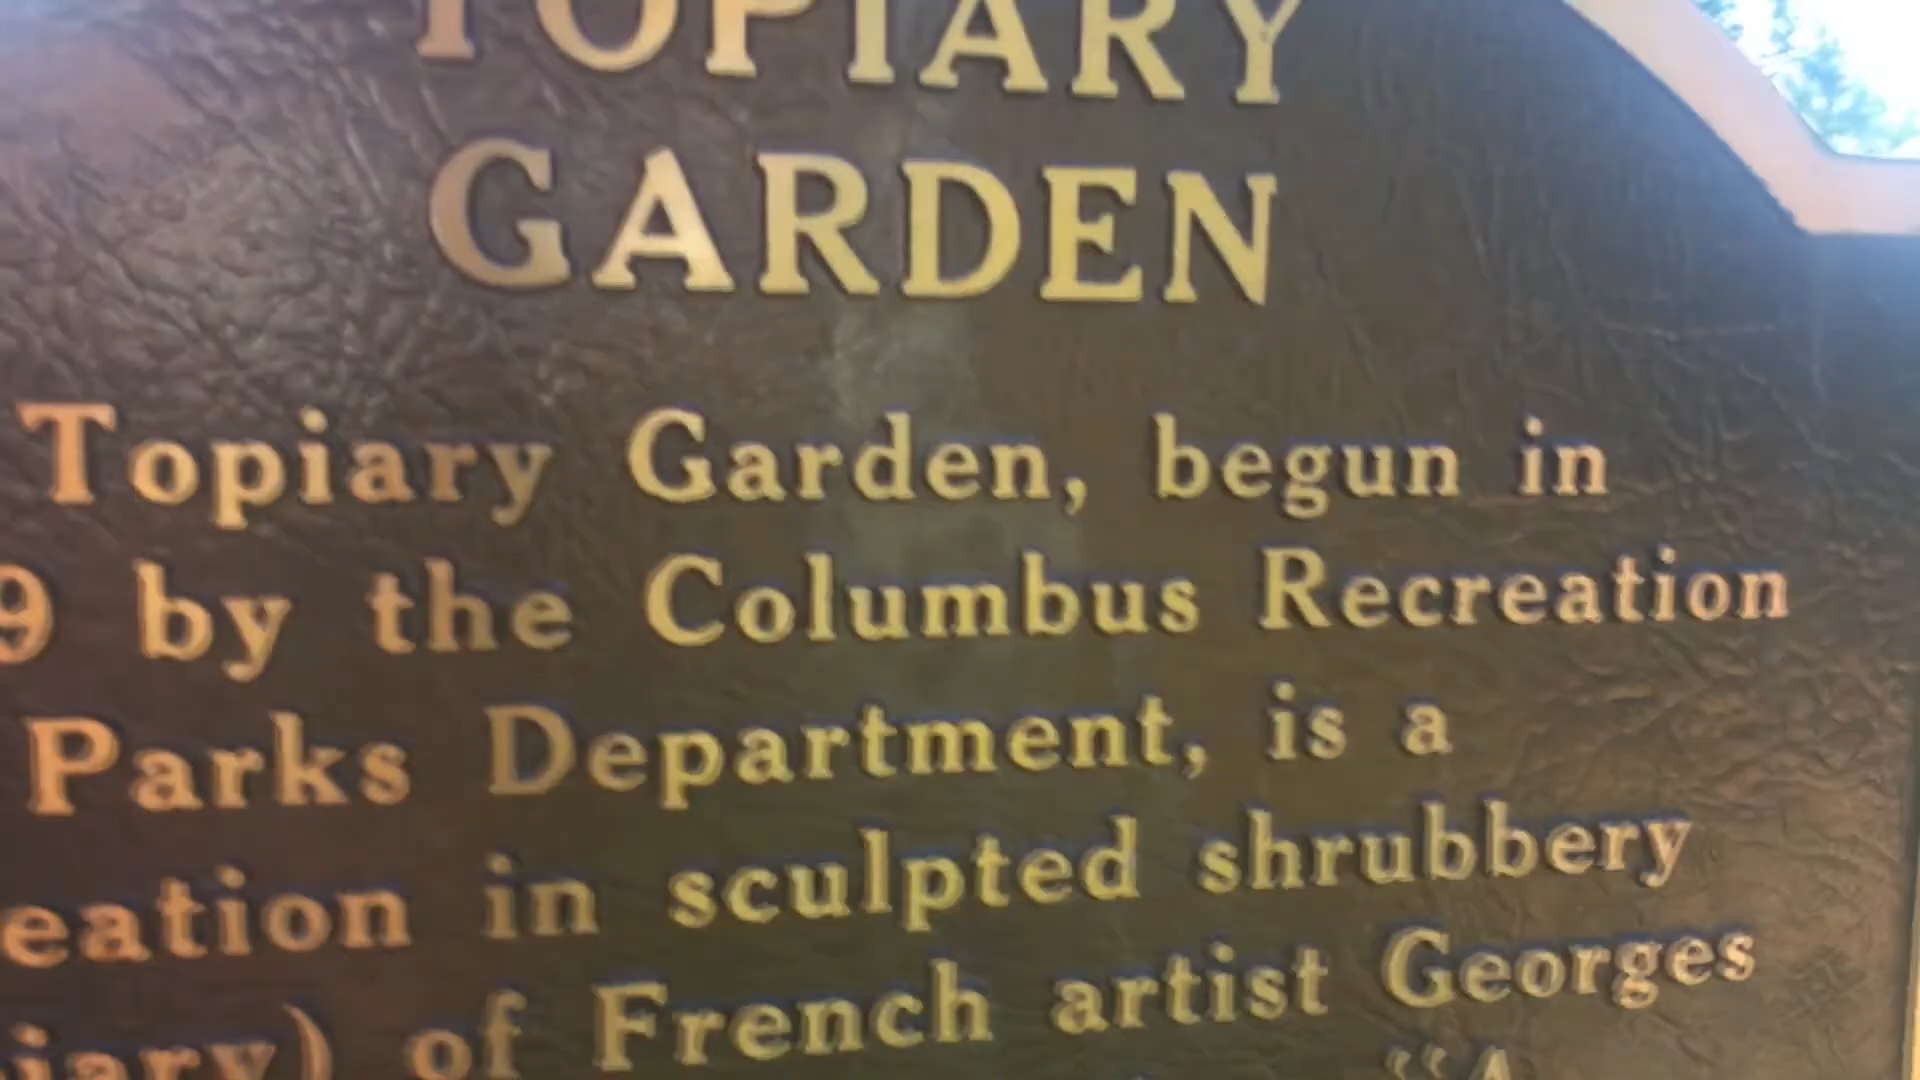 TOPIARY
GARDEN
Topiary Garden, begun in
9 by the Columbus Recreation
Parks Department, is a
eation in sculpted shrubbery
iary) of French artist Georges
“A